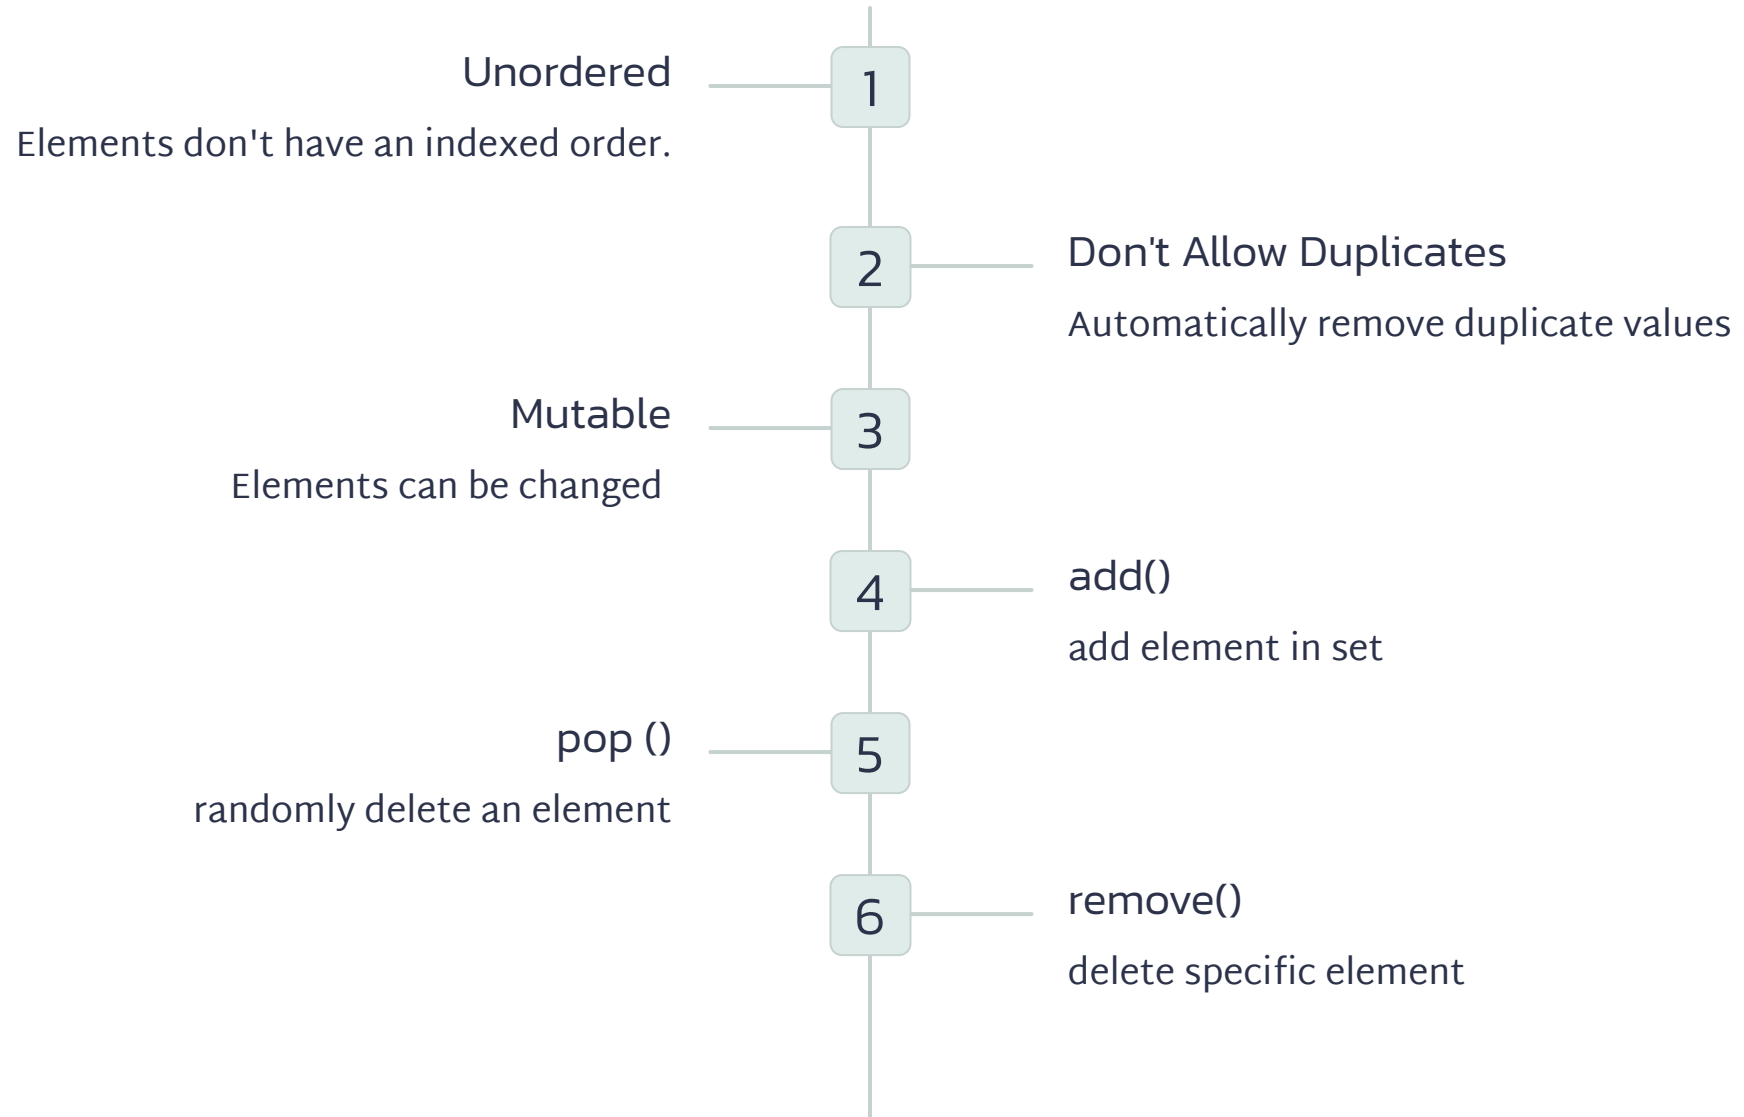 Unordered
1
Elements don't have an indexed order.
2
Don't Allow Duplicates
Automatically remove duplicate values
Mutable
3
Elements can be changed
4
add()
add element in set
pop ()
5
randomly delete an element
6
remove()
delete specific element